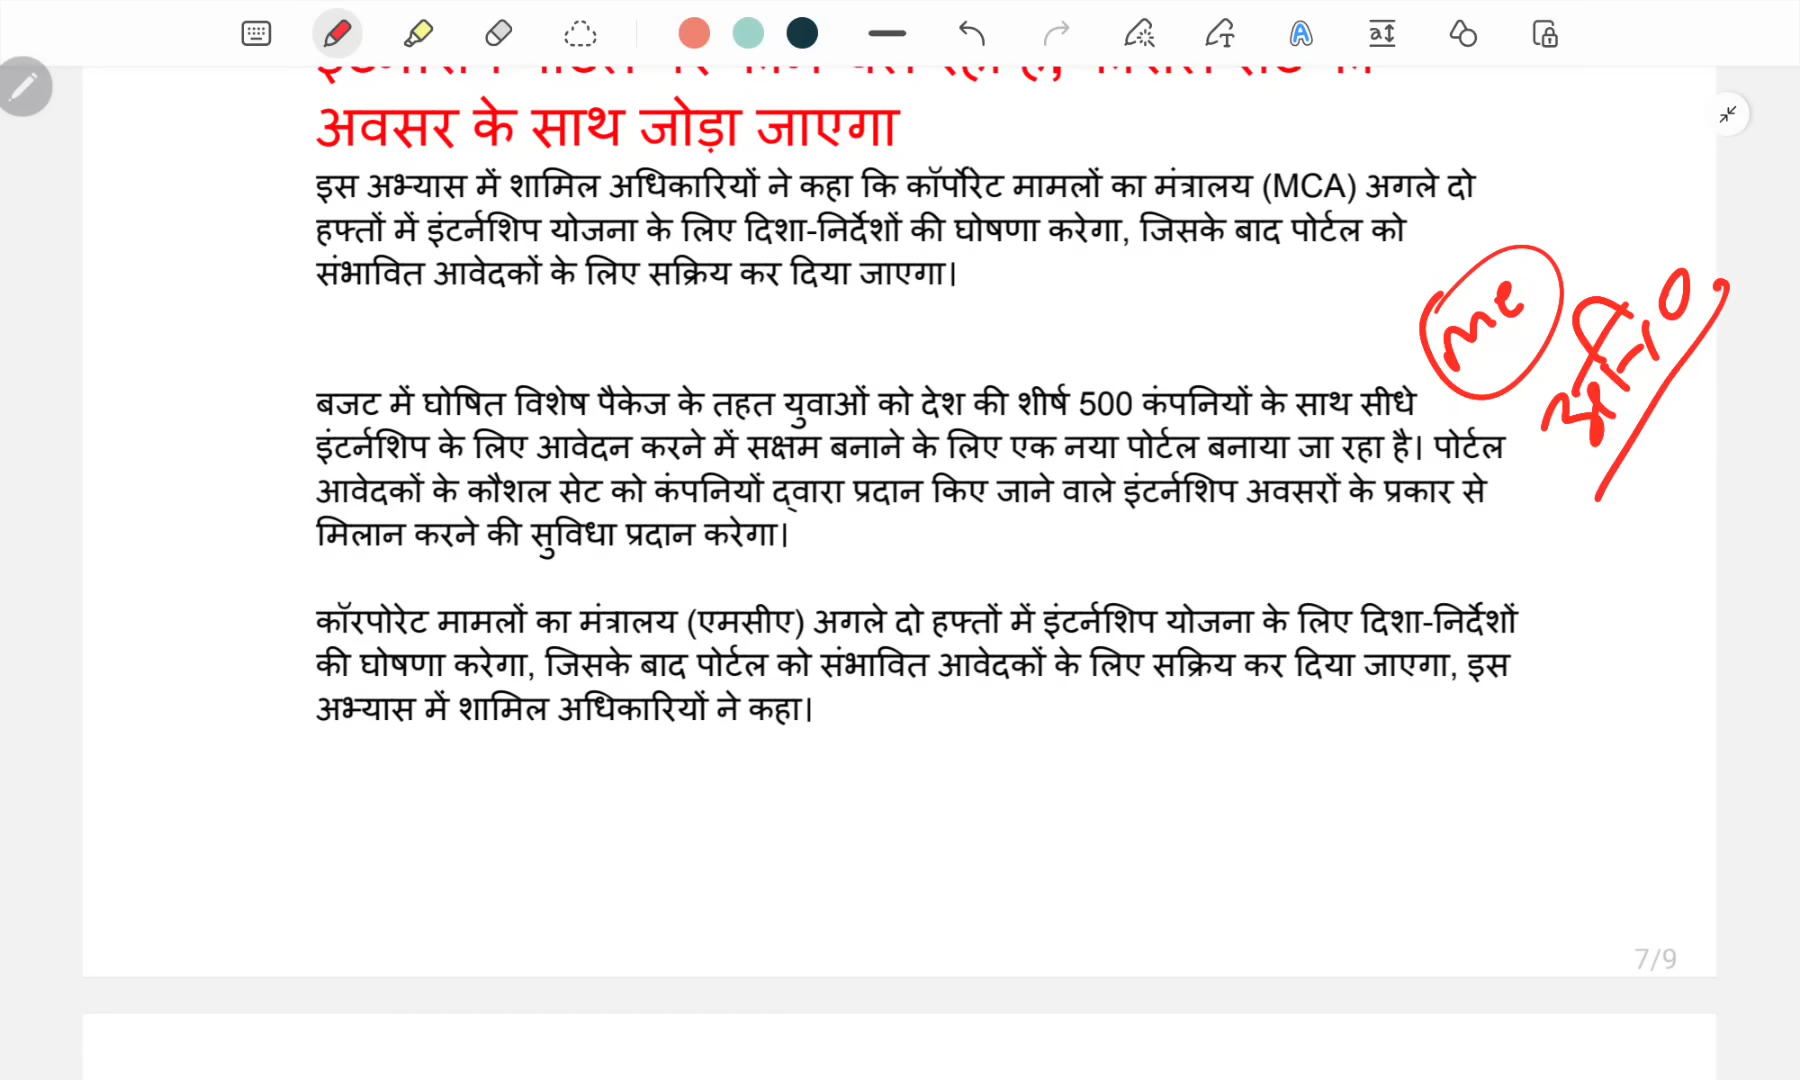 अवसर के साथ जोड़ा जाएगा
इस अभ्यास में शामिल अधिकारियों ने कहा कि कॉर्पोरेट मामलों का मंत्रालय (MCA) अगले दो
हफ्तों में इंटर्नशिप योजना के लिए दिशा-निर्देशों की घोषणा करेगा, जिसके बाद पोर्टल को
संभावित आवेदकों के लिए सक्रिय कर दिया जाएगा।
me
बजट में घोषित विशेष पैकेज के तहत युवाओं को देश की शीर्ष 500 कंपनियों के साथ सीधे
इंटर्नशिप के लिए आवेदन करने में सक्षम बनाने के लिए एक नया पोर्टल बनाया जा रहा है। पोर्टल
आवेदकों के कौशल सेट को कंपनियों द्वारा प्रदान किए जाने वाले इंटर्नशिप अवसरों के प्रकार से
मिलान करने की सुविधा प्रदान करेगा।
कॉरपोरेट मामलों का मंत्रालय (एमसीए) अगले दो हफ्तों में इंटर्नशिप योजना के लिए दिशा-निर्देशों
की घोषणा करेगा, जिसके बाद पोर्टल को संभावित आवेदकों के लिए सक्रिय कर दिया जाएगा, इस
अभ्यास में शामिल अधिकारियों ने कहा।
7/9